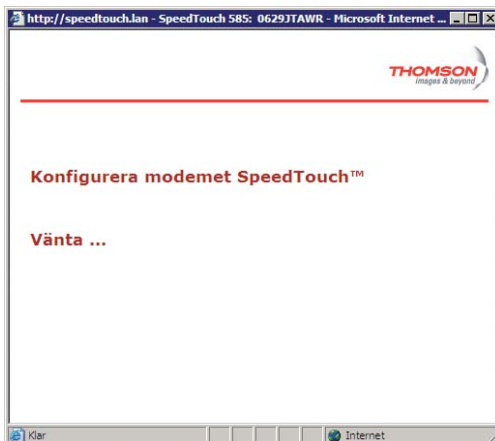 http://speedtouch.lan - SpeedTouch 585: 0629JTAWR - Microsoft Internet ...
THOMSON
images & beyond
Konfigurera modemet SpeedTouch™
Vänta ...
Klar
Internet